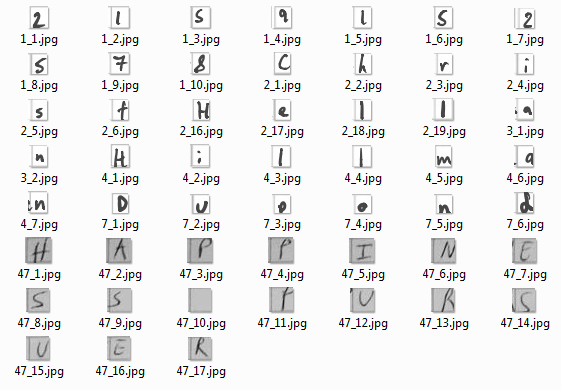 2 1 5 9 1 5 2
1_1.jpg 1_2.jpg 1_3.jpg 1_4.jpg 1_5.jpg 1_6.jpg 1_7.jpg
5 7 8 C h r i
1_8.jpg 1_9.jpg 1_10.jpg 2_1.jpg 2_2.jpg 2_3.jpg 2_4.jpg
s t H e l l a
2_5.jpg 2_6.jpg 2_16.jpg 2_17.jpg 2_18.jpg 2_19.jpg 3_1.jpg
n H i l l m a
3_2.jpg 4_1.jpg 4_2.jpg 4_3.jpg 4_4.jpg 4_5.jpg 4_6.jpg
n D u o o n d
4_7.jpg 7_1.jpg 7_2.jpg 7_3.jpg 7_4.jpg 7_5.jpg 7_6.jpg
H A P P I N E
47_1.jpg 47_2.jpg 47_3.jpg 47_4.jpg 47_5.jpg 47_6.jpg 47_7.jpg
S S P U R S
47_8.jpg 47_9.jpg 47_10.jpg 47_11.jpg 47_12.jpg 47_13.jpg 47_14.jpg
U E R
47_15.jpg 47_16.jpg 47_17.jpg